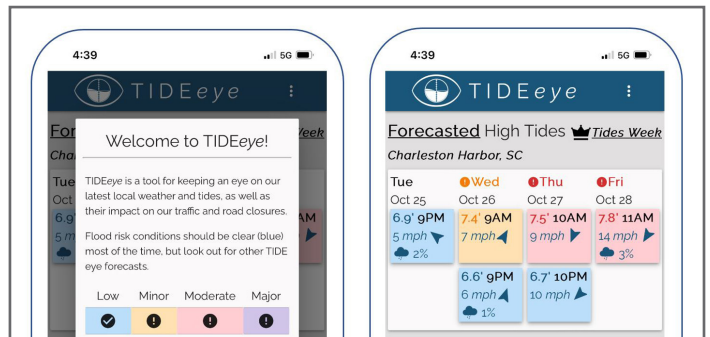 4:39
5G
TIDEeye
For
Week
Cha
Welcome to TIDEeye!
TIDEeye is a tool for keeping an eye on our
latest local weather and tides, as well as
their impact on our traffic and road closures.
Flood risk conditions should be clear (blue)
most of the time, but look out for other TIDE
eye forecasts.
Low Minor Moderate Major
Tue
Oct
6.9'
5 m
AM
4:39
5G
TIDEeye
Forecasted High Tides Tides Week
Charleston Harbor, SC
Tue Wed Thu Fri
Oct 25 Oct 26 Oct 27 Oct 28
6.9' 9PM 7.4' 9AM 7.5' 10AM 7.8' 11AM
5 mph 7 mph 9 mph 14 mph
2% 3%
6.6' 9PM 6.7' 10PM
6 mph 10 mph
1%